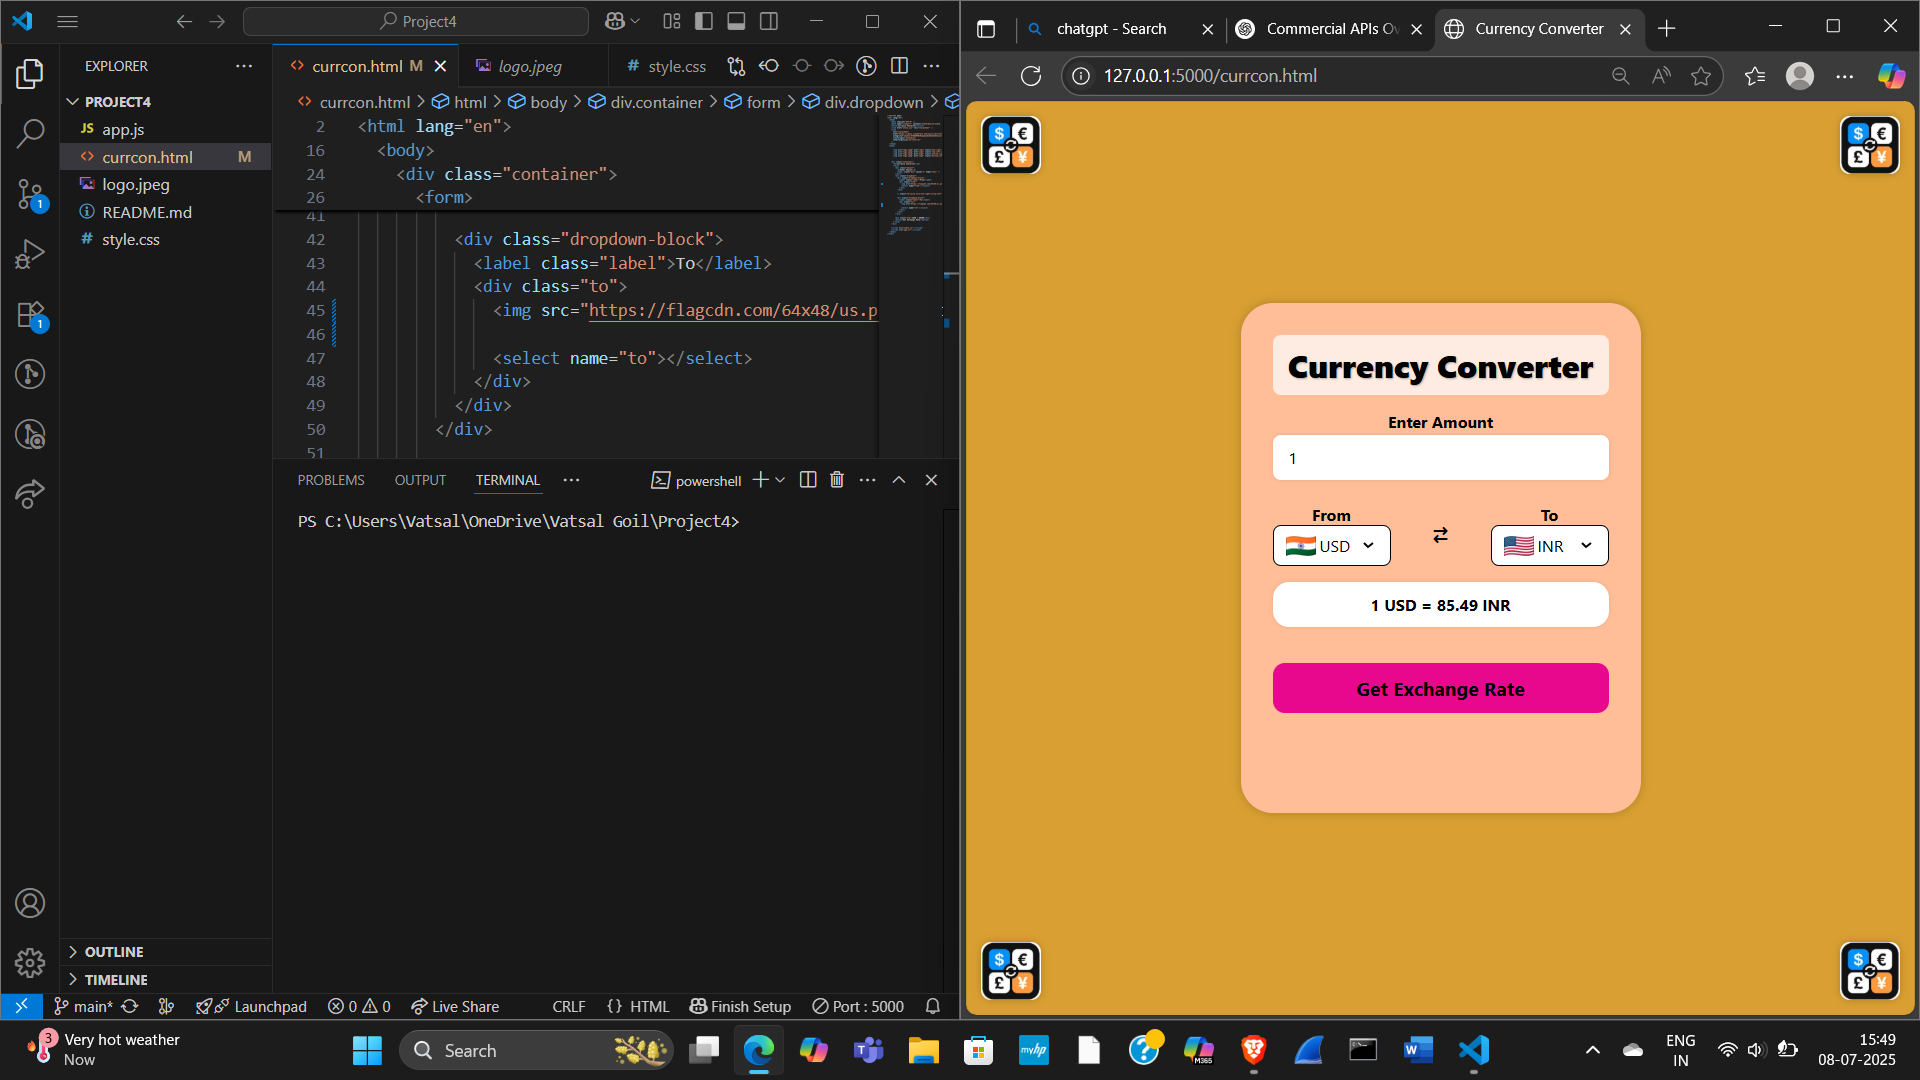 Project4
EXPLORER
PROJECT4
app.js
currcon.html M
logo.jpeg
README.md
style.css
OUTLINE
TIMELINE
currcon.html M
logo.jpeg
style.css
currcon.html > html > body > div.container > form > div.dropdown >
2 <html lang="en">
16 <body>
24 <div class="container">
26 <form>
41
42 <div class="dropdown-block">
43 <label class="label">To</label>
44 <div class="to">
45 <img src="https://flagcdn.com/64x48/us.p
46
47 <select name="to"></select>
48 </div>
49 </div>
50 </div>
51
PROBLEMS OUTPUT TERMINAL powershell
PS C:\Users\Vatsal\OneDrive\Vatsal Goil\Project4>
main* Launchpad 0 0 Live Share CRLF {} HTML Finish Setup Port : 5000
1
1
chatgpt - Search
Commercial APIs Ov
Currency Converter
127.0.0.1:5000/currcon.html
$ €
£ ¥
$ €
£ ¥
Currency Converter
Enter Amount
1
From To
USD INR
1 USD = 85.49 INR
Get Exchange Rate
$ €
£ ¥
$ €
£ ¥
3
Very hot weather
Now
Search
myhp
M365
ENG
IN
15:49
08-07-2025